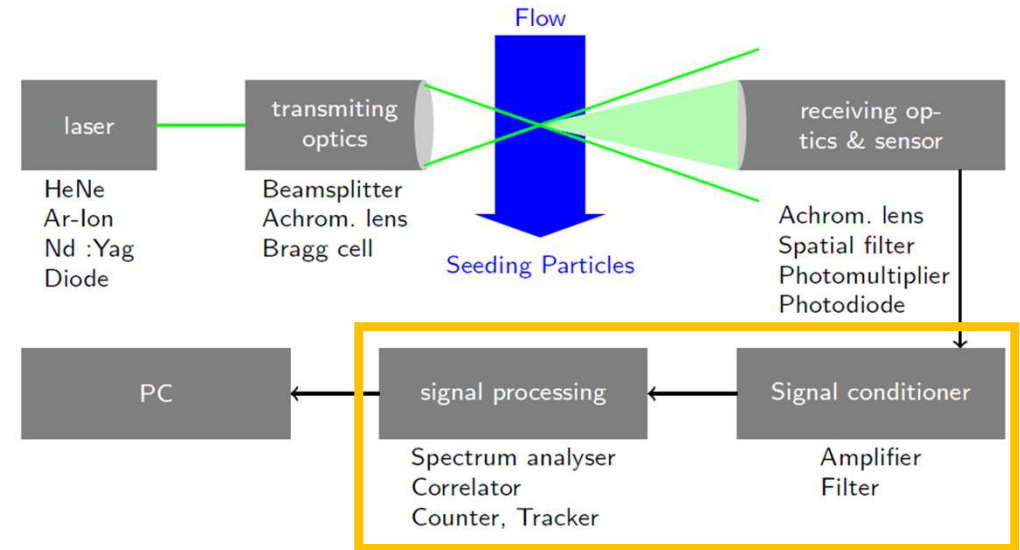 Flow
laser
transmiting
optics
receiving op-
tics & sensor
HeNe
Ar-Ion
Nd :Yag
Diode
Beamsplitter
Achrom. lens
Bragg cell
Seeding Particles
Achrom. lens
Spatial filter
Photomultiplier
Photodiode
PC
signal processing
Signal conditioner
Spectrum analyser
Correlator
Counter, Tracker
Amplifier
Filter